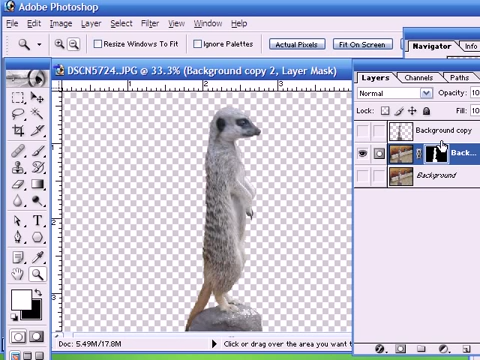 Adobe Photoshop
File Edit Image Layer Select Filter View Window Help
Resize Windows To Fit Ignore Palettes Actual Pixels Fit On Screen
Navigator Info
DSCN5724.JPG @ 33.3% (Background copy 2, Layer Mask)
Layers Channels Paths
Normal Opacity: 10
Lock: Fill: 10
Background copy
Back...
Background
Doc: 5.49M/17.8M Click or drag over the area you want t